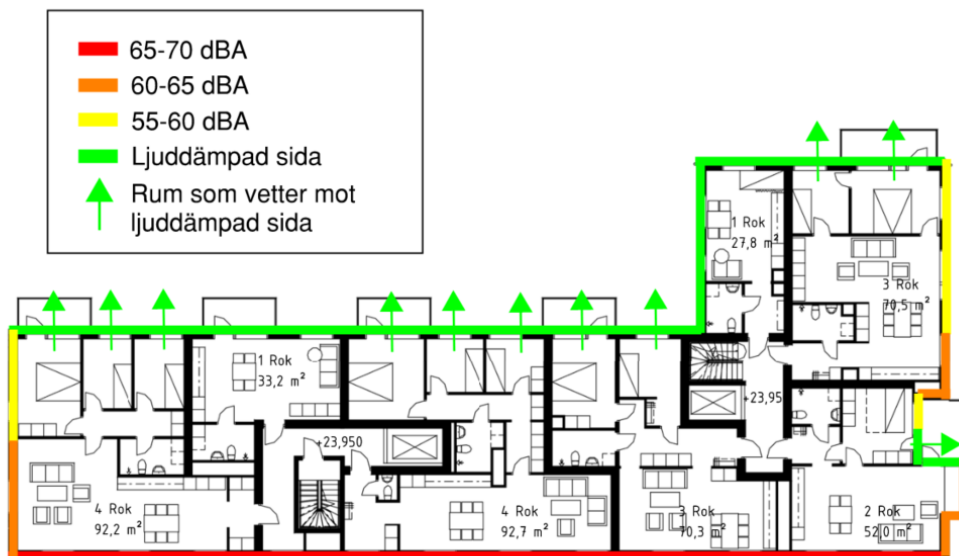 65-70 dBA
60-65 dBA
55-60 dBA
Ljuddämpad sida
Rum som vetter mot
ljuddämpad sida
1 Rok
27,8 m²
3 Rok
70,5 m²
1 Rok
33,2 m²
+23,95
+23,950
4 Rok
92,2 m²
4 Rok
92,7 m²
3 Rok
70,3 m²
2 Rok
52,0 m²